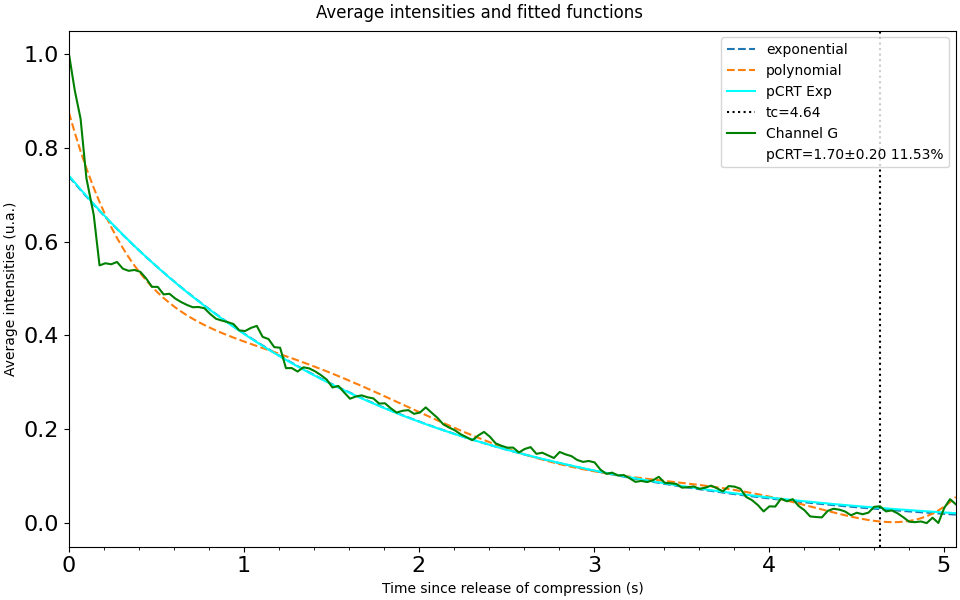 Average intensities and fitted functions
exponential
polynomial
pCRT Exp
tc=4.64
Channel G
pCRT=1.70±0.20 11.53%
Average intensities (u.a.)
1.0
0.8
0.6
0.4
0.2
0.0
0 1 2 3 4 5
Time since release of compression (s)